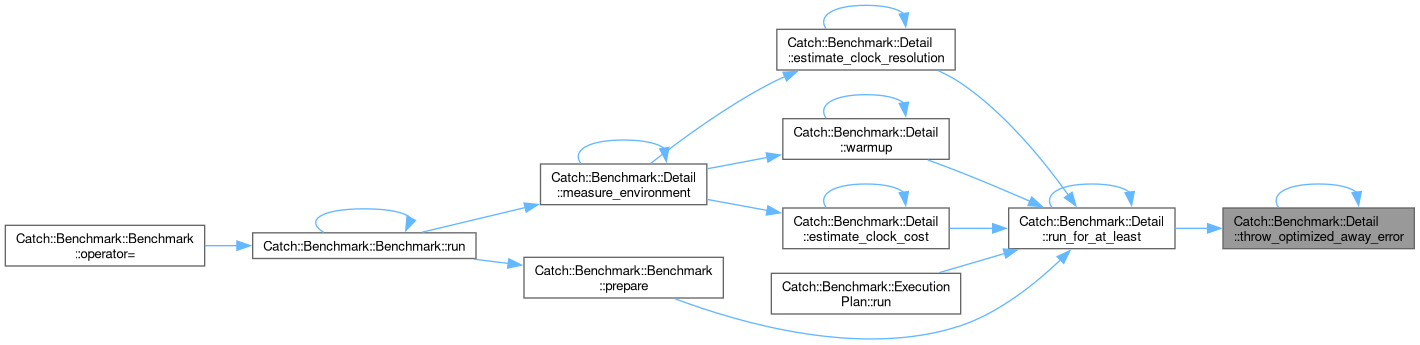 Catch::Benchmark::Detail
::estimate_clock_resolution
Catch::Benchmark::Detail
::warmup
Catch::Benchmark::Detail
::measure_environment
Catch::Benchmark::Detail
::estimate_clock_cost
Catch::Benchmark::Detail
::run_for_at_least
Catch::Benchmark::Detail
::throw_optimized_away_error
Catch::Benchmark::Benchmark
::operator=
Catch::Benchmark::Benchmark::run
Catch::Benchmark::Benchmark
::prepare
Catch::Benchmark::Execution
Plan::run